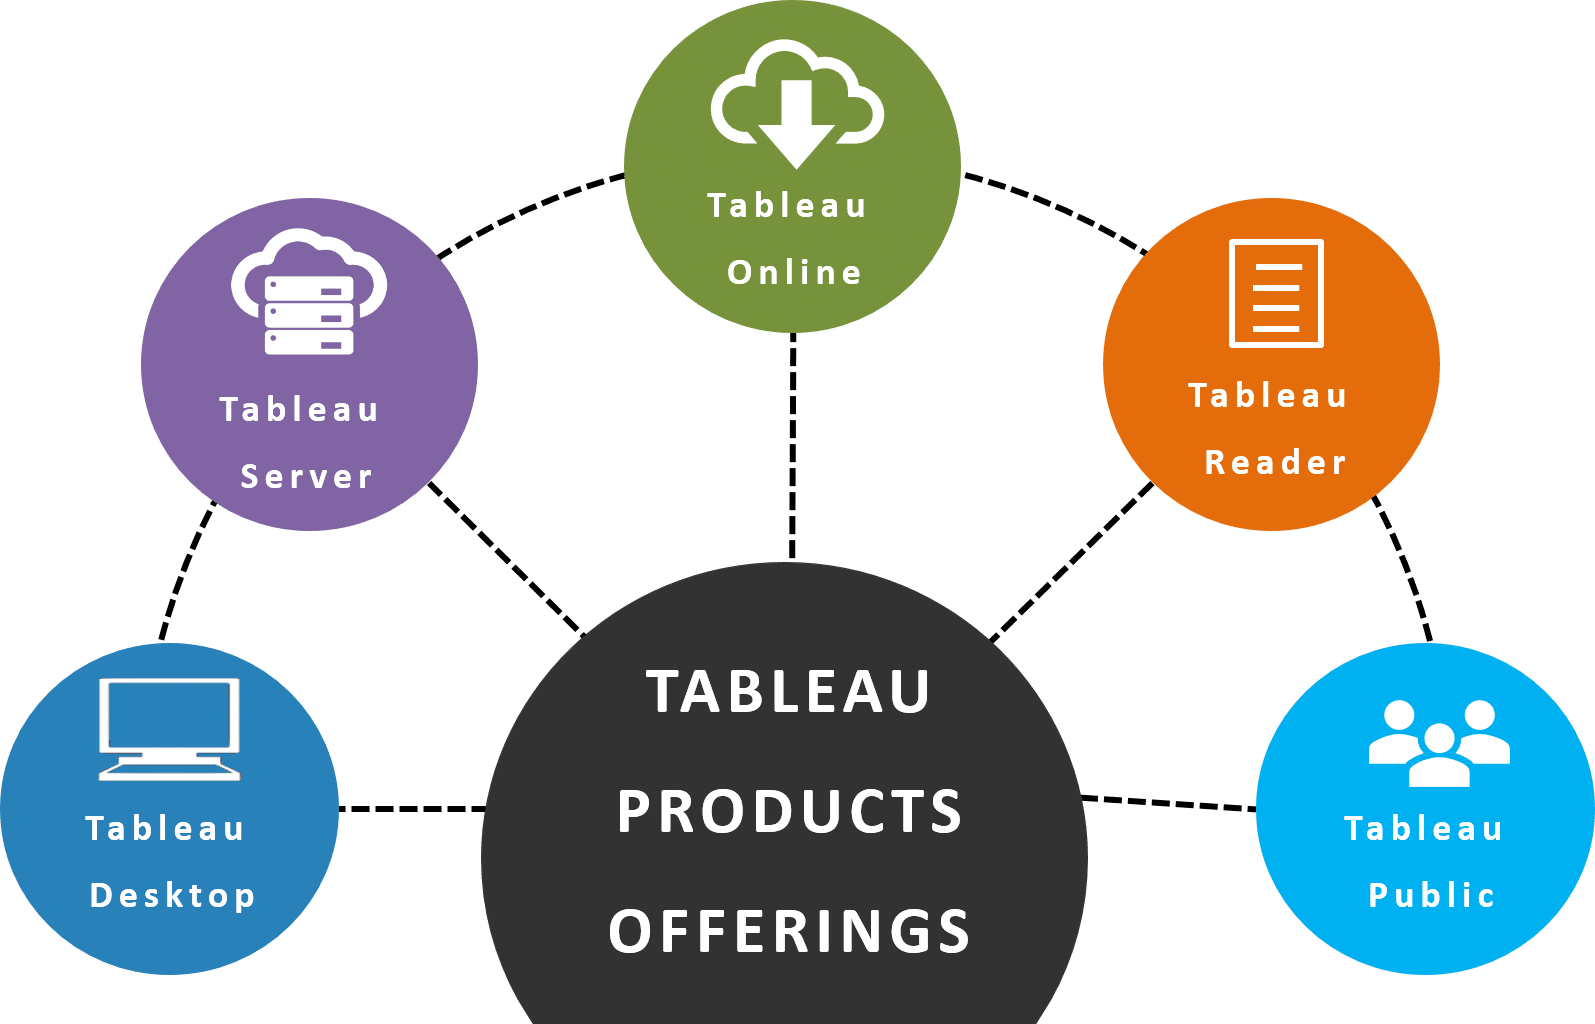 Tableau
Online
Tableau
Server
Tableau
Reader
TABLEAU
PRODUCTS
OFFERINGS
Tableau
Desktop
Tableau
Public